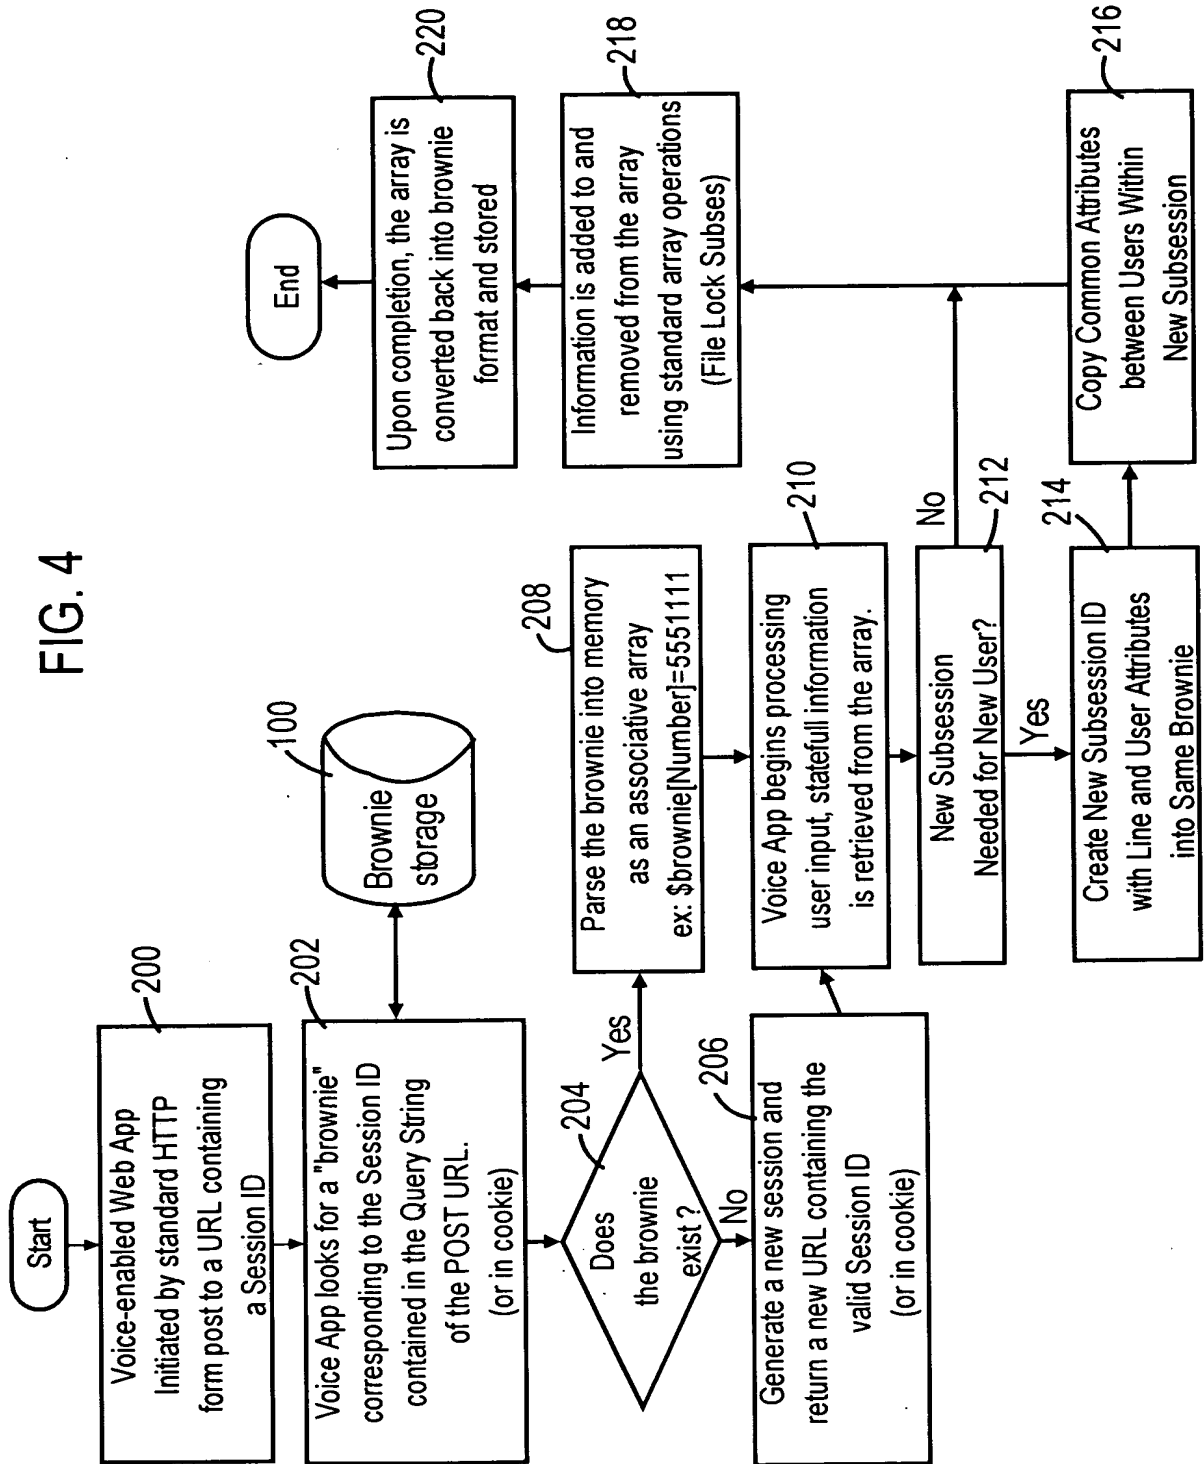 FIG. 4
Start
200
Voice-enabled Web App
Initiated by standard HTTP
form post to a URL containing
a Session ID
202
Voice App looks for a "brownie"
corresponding to the Session ID
contained in the Query String
of the POST URL.
(or in cookie)
100
Brownie
storage
204
Does
the brownie
exist ?
Yes
No
206
Generate a new session and
return a new URL containing the
valid Session ID
(or in cookie)
208
Parse the brownie into memory
as an associative array
ex: $brownie[Number]=5551111
210
Voice App begins processing
user input, statefull information
is retrieved from the array.
212
New Subsession
Needed for New User?
No
Yes
214
Create New Subsession ID
with Line and User Attributes
into Same Brownie
216
Copy Common Attributes
between Users Within
New Subsession
218
Information is added to and
removed from the array
using standard array operations
(File Lock Subses)
220
Upon completion, the array is
converted back into brownie
format and stored
End